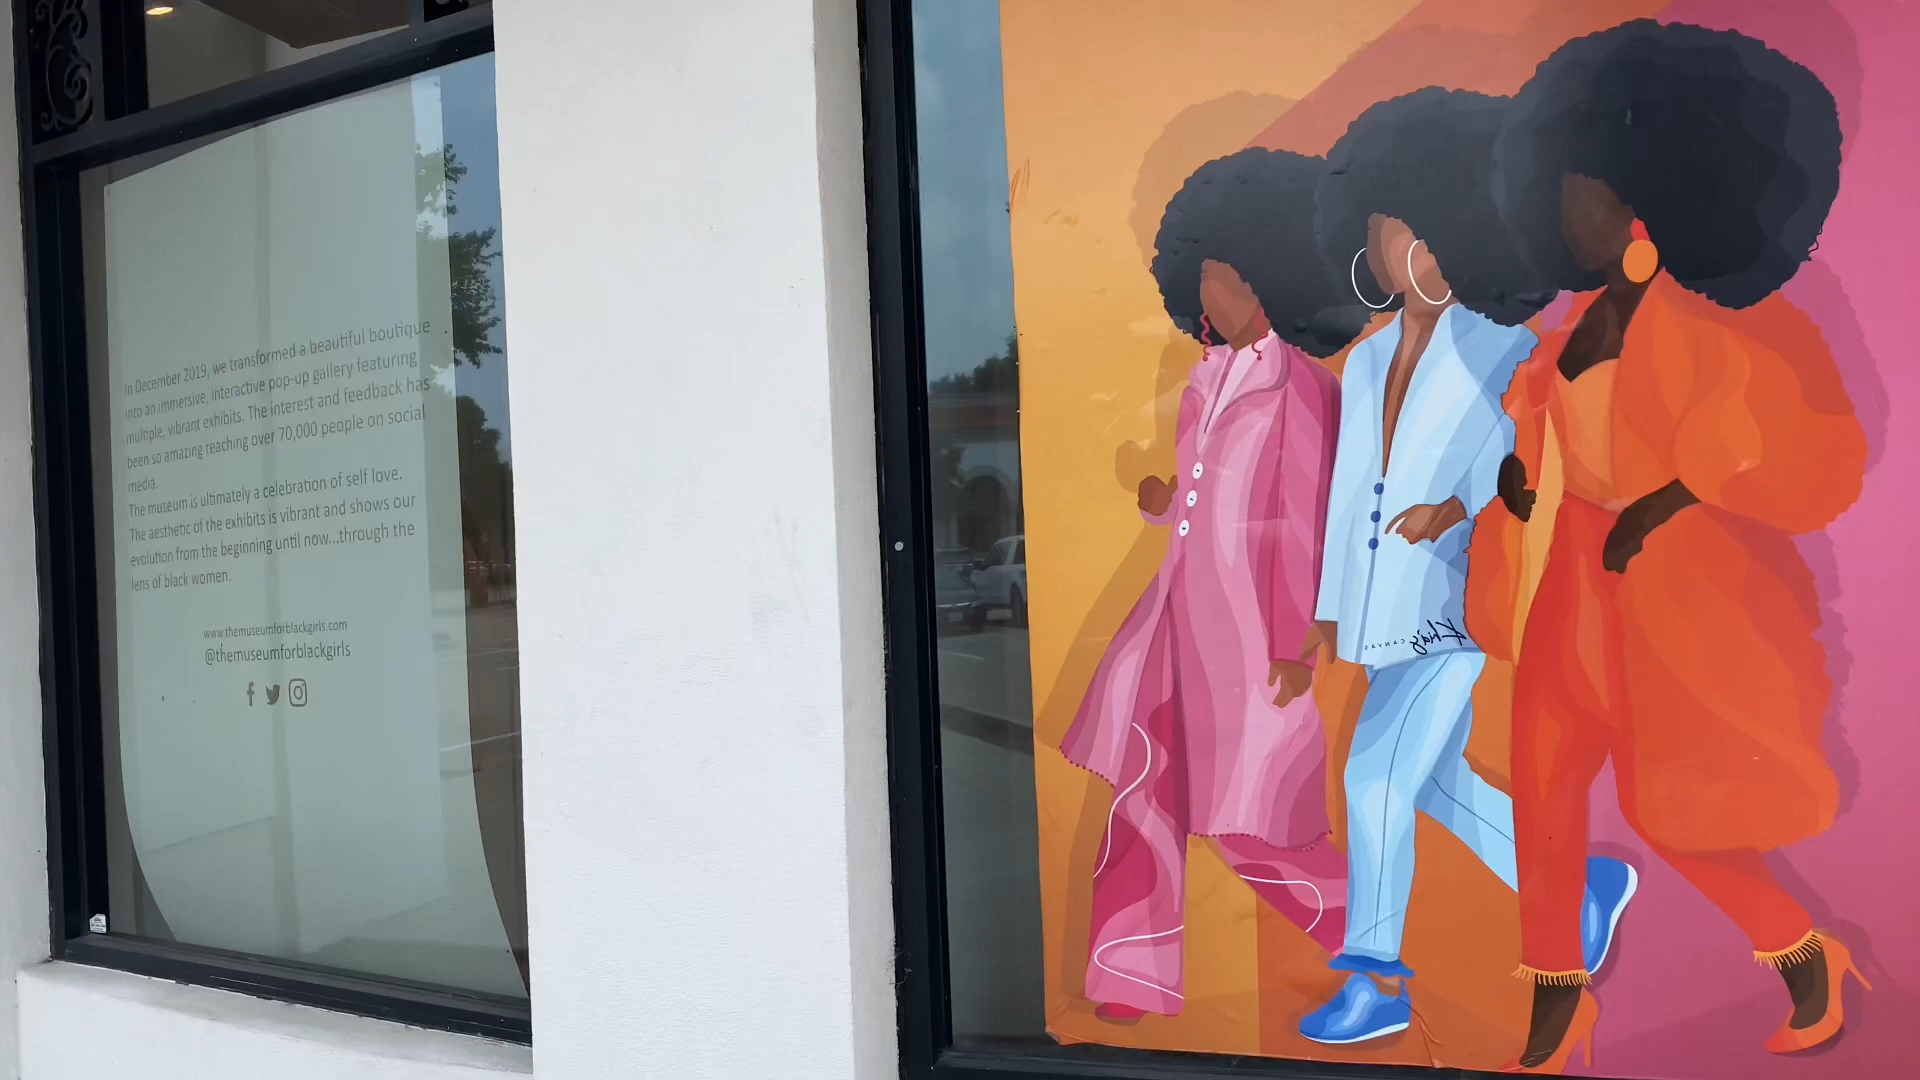 In December 2019, we transformed a beautiful boutique
into an immersive, interactive pop-up gallery featuring
multiple, vibrant exhibits. The interest and feedback has
been so amazing reaching over 70,000 people on social
media.
The museum is ultimately a celebration of self love.
The aesthetic of the exhibits is vibrant and shows our
evolution from the beginning until now...through the
lens of black women.
www.themuseumforblackgirls.com
@themuseumforblackgirls
Khia'z
CANVAS